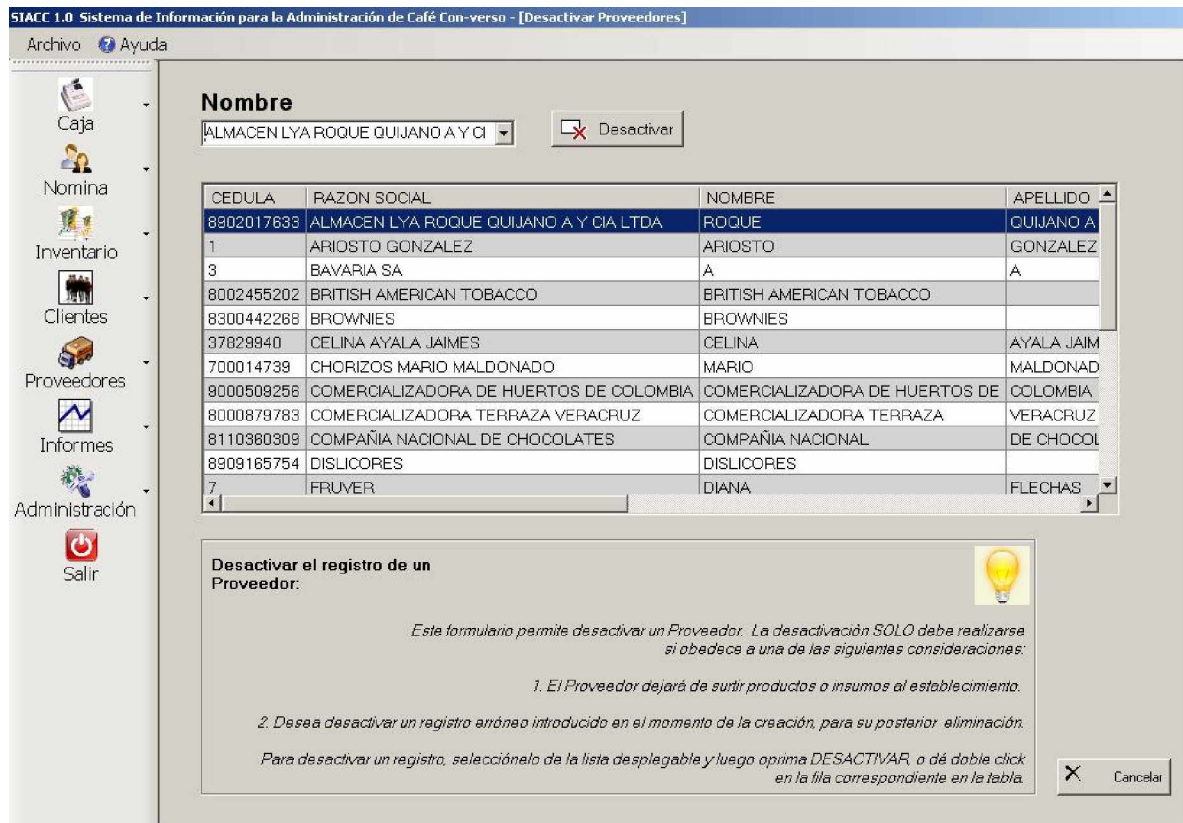 SIACC 1.0 Sistema de Información para la Administración de Café Con-verso - [Desactivar Proveedores]
Archivo Ayuda
Caja
Nomina
Inventario
Clientes
Proveedores
Informes
Administración
Salir
Nombre
ALMACEN LYA ROQUE QUIJANO A Y CI
Desactivar
CEDULA RAZON SOCIAL NOMBRE APELLIDO
8902017633 ALMACEN LYA ROQUE QUIJANO A Y CIA LTDA ROQUE QUIJANO A
1 ARIOSTO GONZALEZ ARIOSTO GONZALEZ
3 BAVARIA SA A A
8002455202 BRITISH AMERICAN TOBACCO BRITISH AMERICAN TOBACCO
8300442268 BROWNIES BROWNIES
37829940 CELINA AYALA JAIMES CELINA AYALA JAIM
700014739 CHORIZOS MARIO MALDONADO MARIO MALDONAD
9000509256 COMERCIALIZADORA DE HUERTOS DE COLOMBIA COMERCIALIZADORA DE HUERTOS DE COLOMBIA
8000879783 COMERCIALIZADORA TERRAZA VERACRUZ COMERCIALIZADORA TERRAZA VERACRUZ
8110360309 COMPAÑIA NACIONAL DE CHOCOLATES COMPAÑIA NACIONAL DE CHOCOL
8909165754 DISLICORES DISLICORES
7 FRUVER DIANA FLECHAS
Desactivar el registro de un
Proveedor:
Este formulario permite desactivar un Proveedor. La desactivación SOLO debe realizarse
si obedece a una de las siguientes consideraciones:
1. El Proveedor dejará de surtir productos o insumos al establecimiento.
2. Desea desactivar un registro erróneo introducido en el momento de la creación, para su posterior eliminación.
Para desactivar un registro, selecciónelo de la lista desplegable y luego oprima DESACTIVAR, o dé doble click
en la fila correspondiente en la tabla.
Cancelar